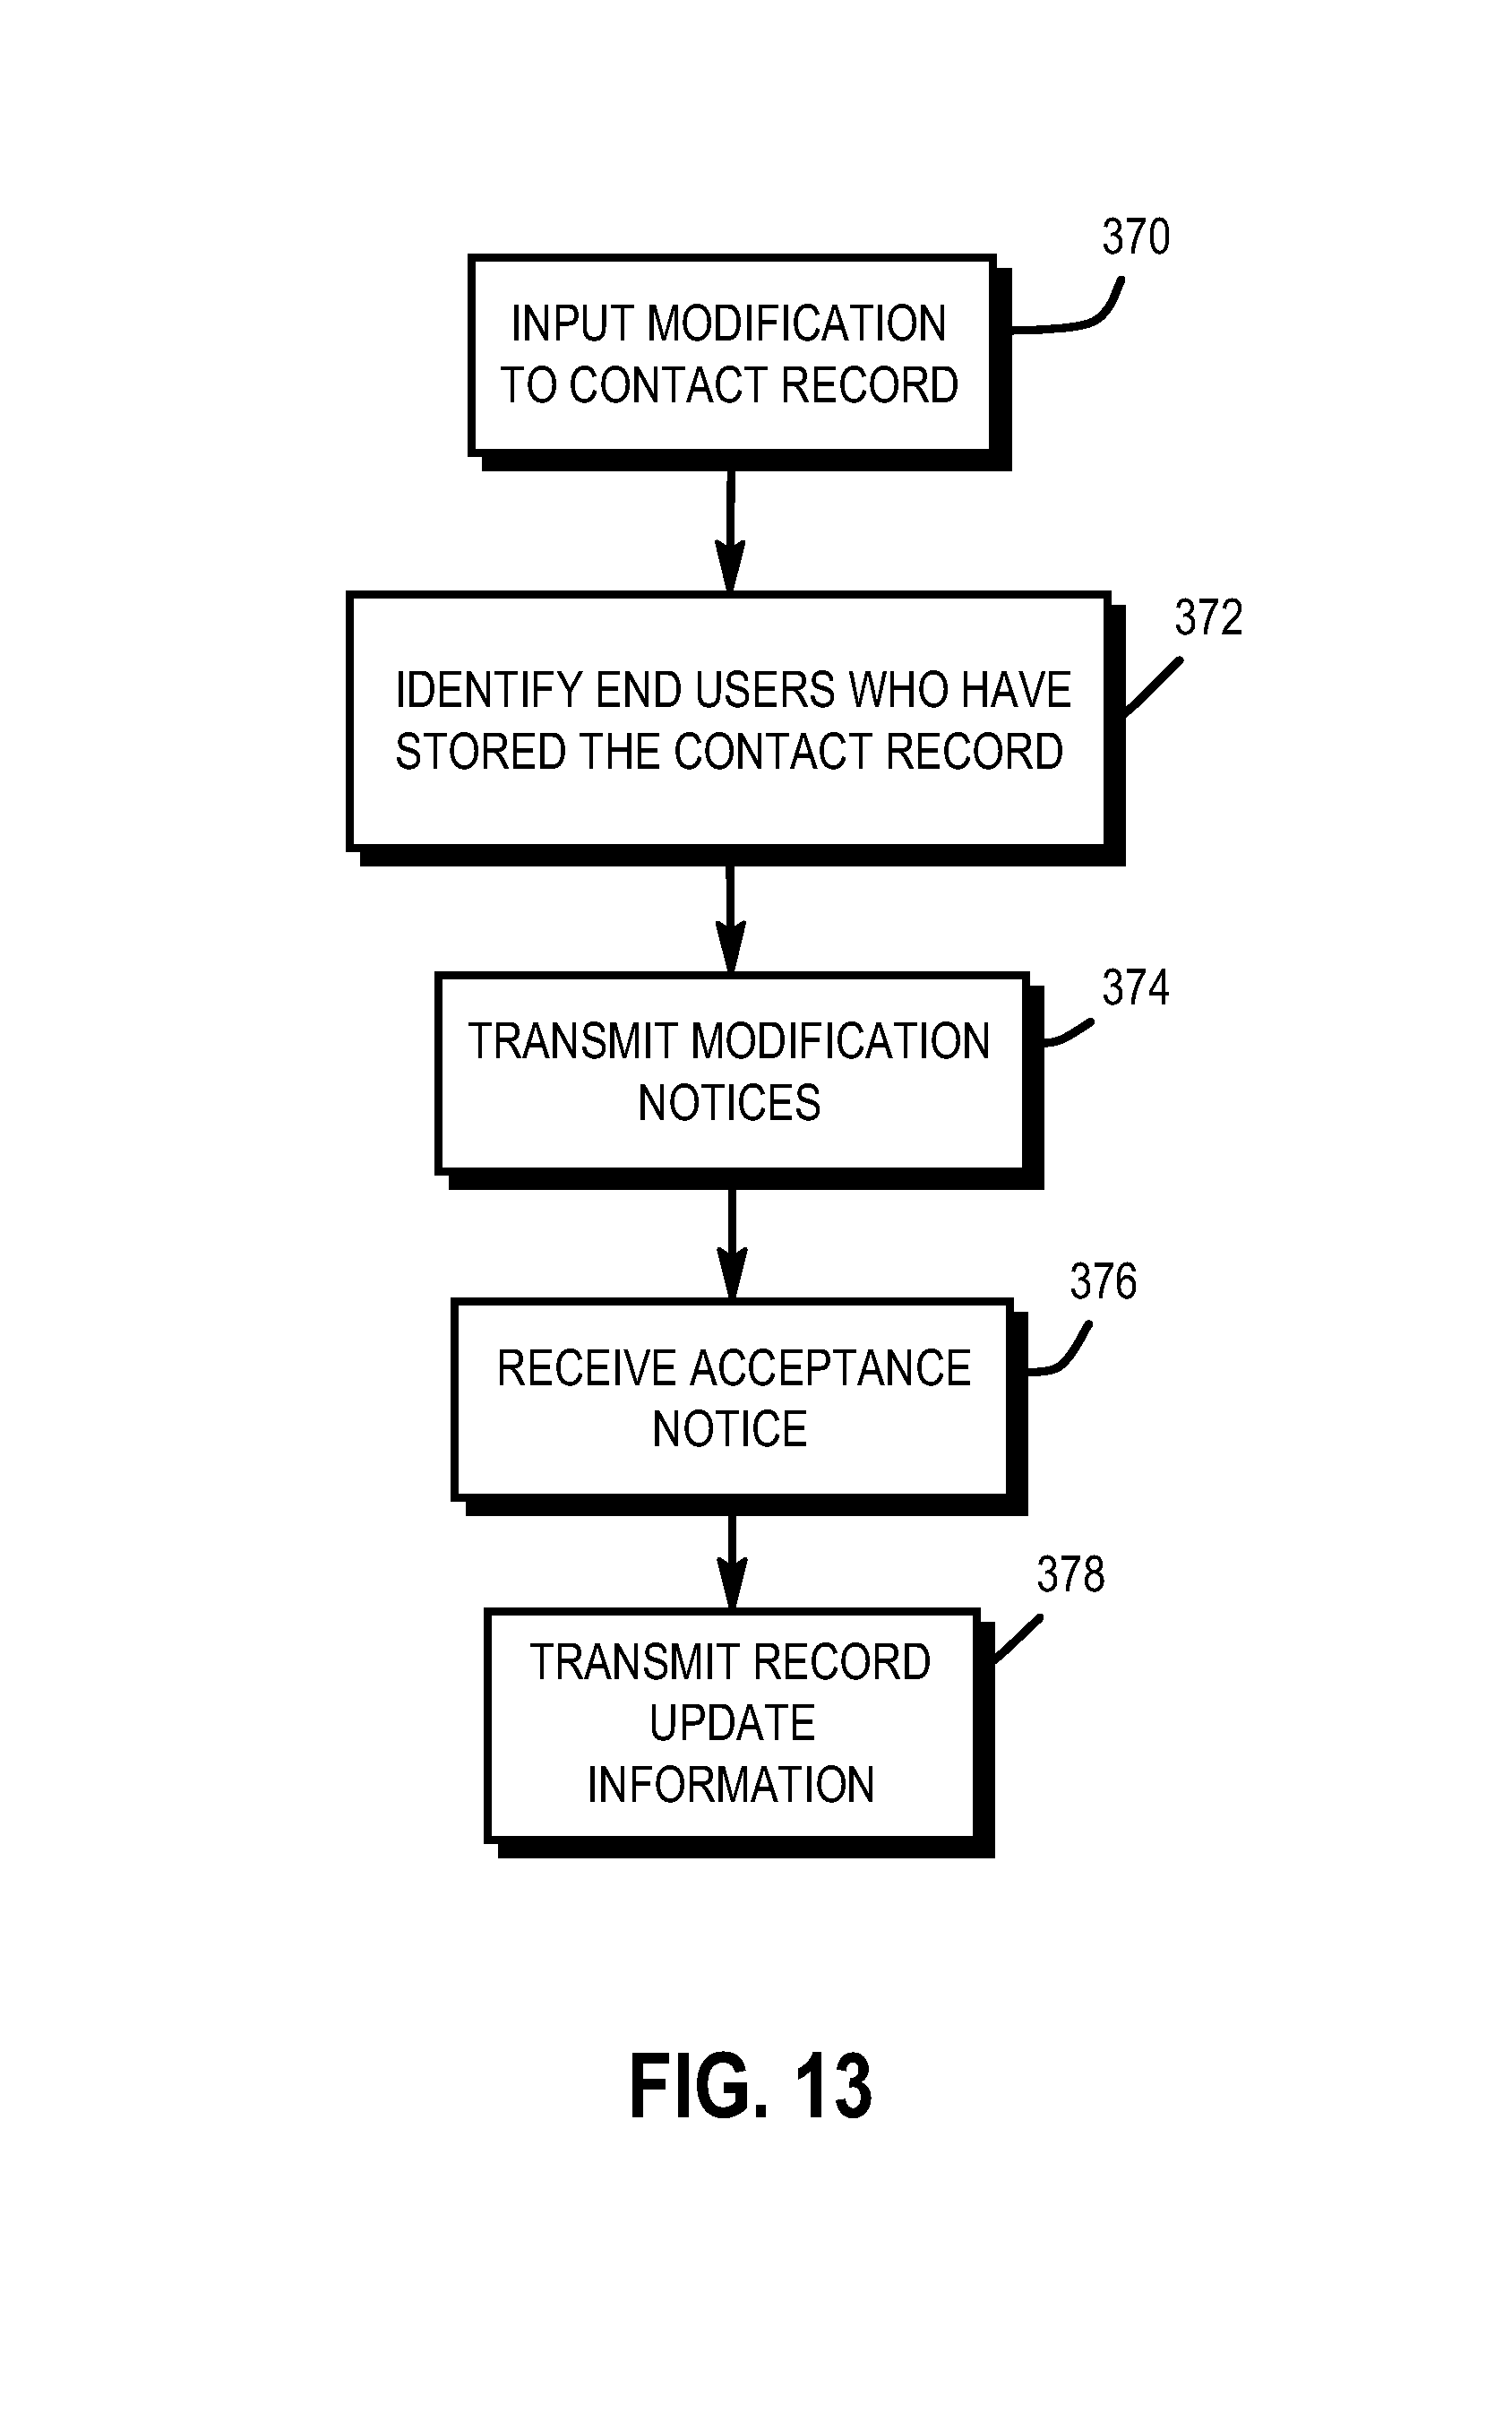 370
INPUT MODIFICATION
TO CONTACT RECORD
372
IDENTIFY END USERS WHO HAVE
STORED THE CONTACT RECORD
374
TRANSMIT MODIFICATION
NOTICES
376
RECEIVE ACCEPTANCE
NOTICE
378
TRANSMIT RECORD
UPDATE
INFORMATION
FIG. 13